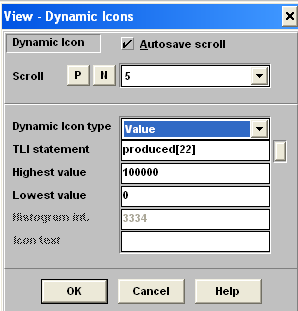 View - Dynamic Icons
Dynamic Icon
Autosave scroll
Scroll P N 5
Dynamic Icon type Value
TLI statement produced[22]
Highest value 100000
Lowest value 0
Histogram int. 3334
Icon text
OK Cancel Help